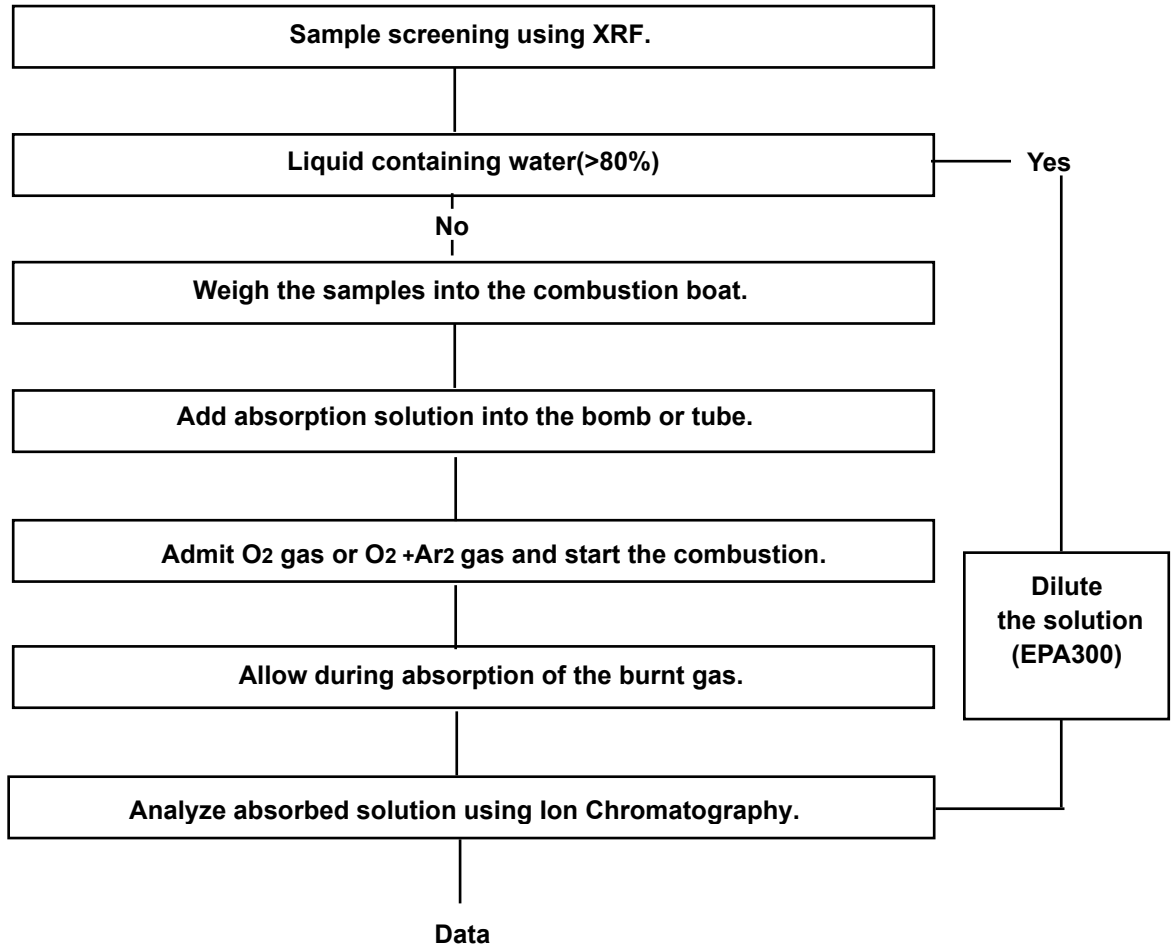 Sample screening using XRF.
Liquid containing water(>80%)
Yes
No
Weigh the samples into the combustion boat.
Add absorption solution into the bomb or tube.
Admit O2 gas or O2 +Ar2 gas and start the combustion.
Dilute
the solution
(EPA300)
Allow during absorption of the burnt gas.
Analyze absorbed solution using Ion Chromatography.
Data